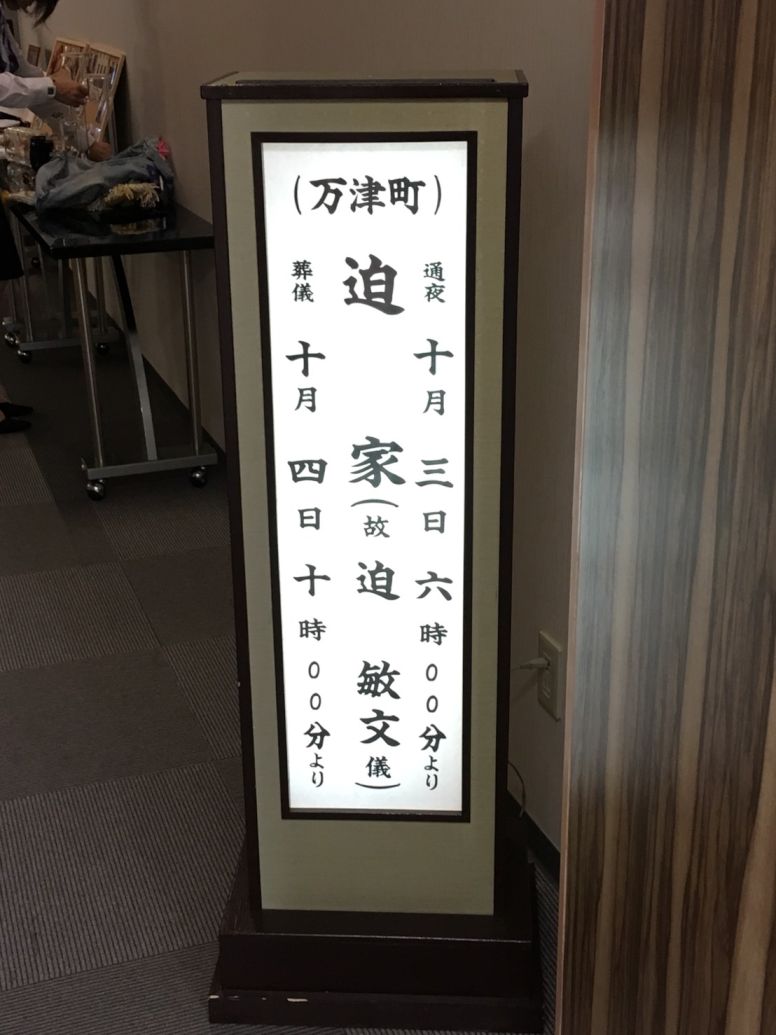 (万津町)
通夜 十月三日六時００分より
迫家(故迫敏文儀)
葬儀 十月四日十時００分より